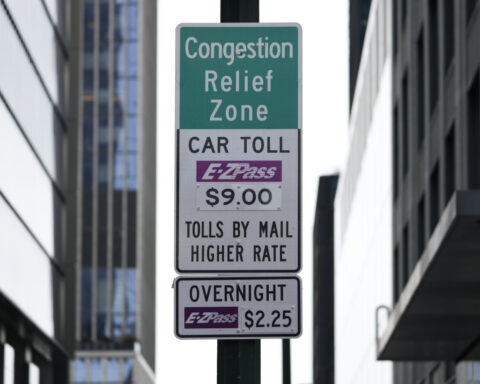 Congestion
Relief
Zone
CAR TOLL
E-ZPass
$9.00
TOLLS BY MAIL
HIGHER RATE
OVERNIGHT
E-ZPass $2.25